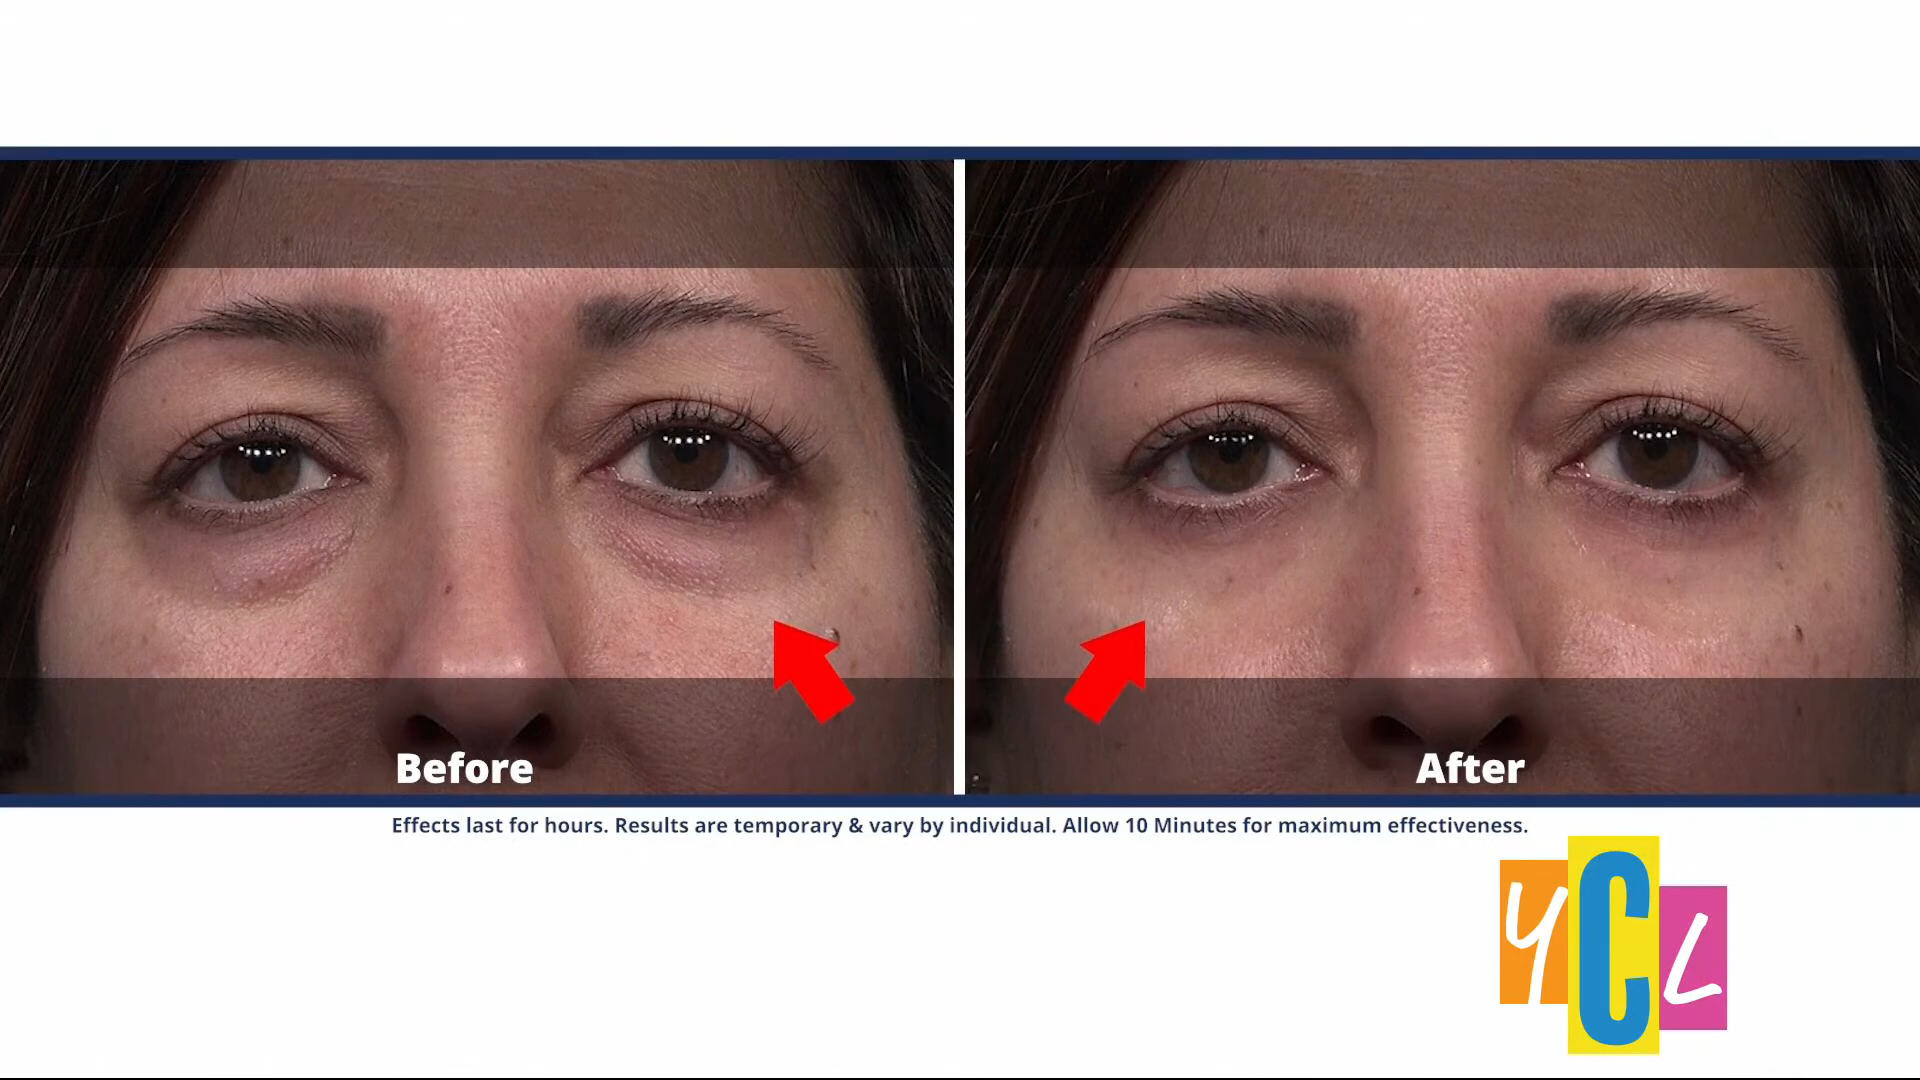 Before
After
Effects last for hours. Results are temporary & vary by individual. Allow 10 Minutes for maximum effectiveness.
YCL